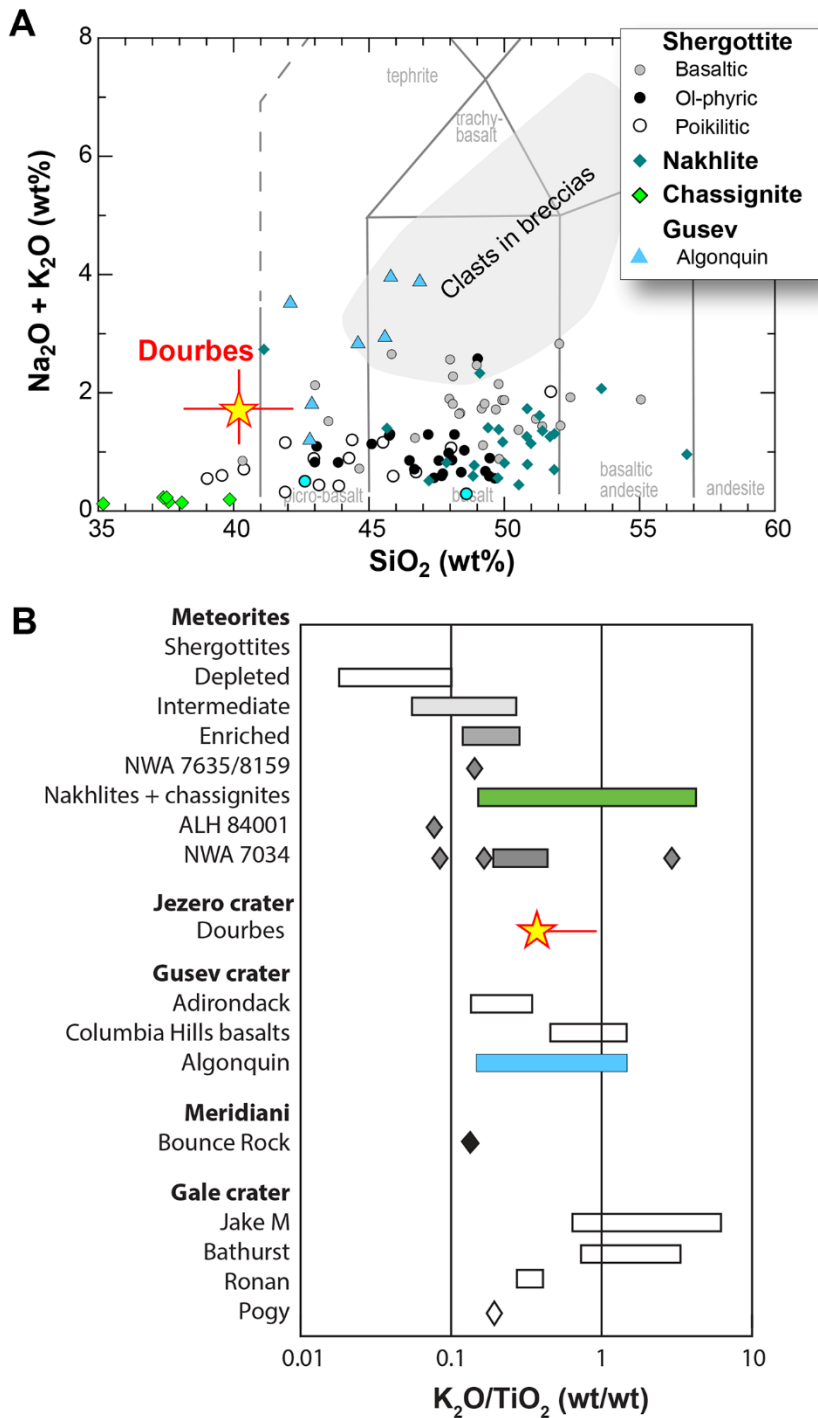 A
Shergottite
Basaltic
Ol-phyric
Poikilitic
Nakhlite
Chassignite
Gusev
Algonquin
tephrite
trachy-
basalt
Clasts in breccias
Dourbes
picro-basalt
basalt
basaltic
andesite
andesite
8
6
4
2
0
Na₂O + K₂O (wt%)
35 40 45 50 55 60
SiO₂ (wt%)
B
Meteorites
Shergottites
Depleted
Intermediate
Enriched
NWA 7635/8159
Nakhlites + chassignites
ALH 84001
NWA 7034
Jezero crater
Dourbes
Gusev crater
Adirondack
Columbia Hills basalts
Algonquin
Meridiani
Bounce Rock
Gale crater
Jake M
Bathurst
Ronan
Pogy
0.01 0.1 1 10
K₂O/TiO₂ (wt/wt)